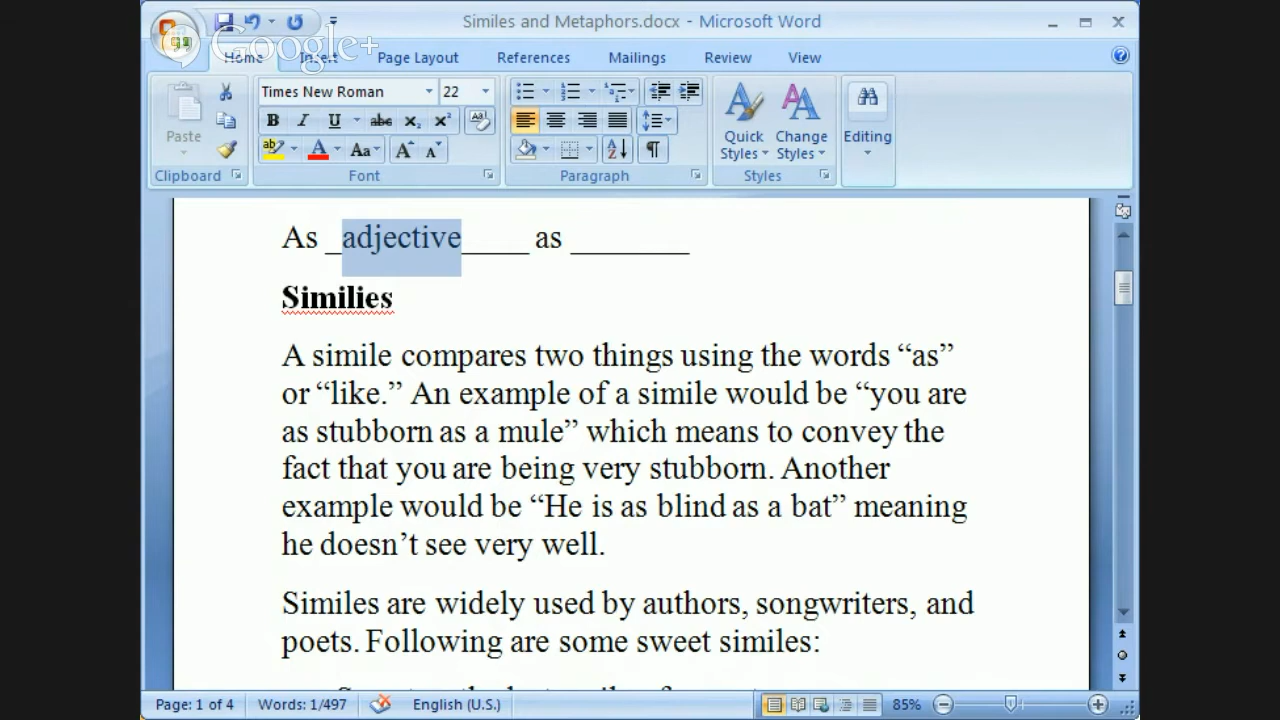 Similes and Metaphors.docx - Microsoft Word
Google+
Home Insert Page Layout References Mailings Review View
Times New Roman 22
Paste
Quick Styles Change Styles Editing
Clipboard Font Paragraph Styles
As _adjective____ as _______
Similies
A simile compares two things using the words “as”
or “like.” An example of a simile would be “you are
as stubborn as a mule” which means to convey the
fact that you are being very stubborn. Another
example would be “He is as blind as a bat” meaning
he doesn’t see very well.
Similes are widely used by authors, songwriters, and
poets. Following are some sweet similes:
Page: 1 of 4 Words: 1/497 English (U.S.) 85%